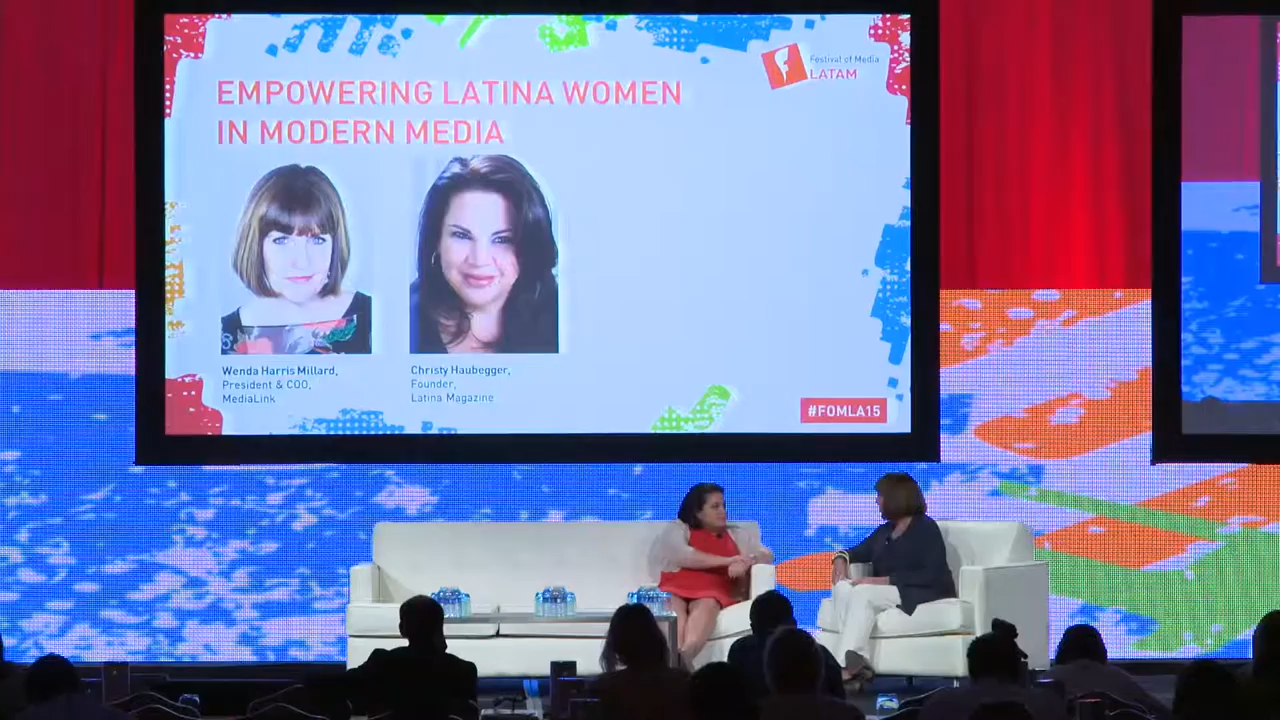 Festival of Media
LATAM
EMPOWERING LATINA WOMEN
IN MODERN MEDIA
Wenda Harris Millard,
President & COO,
MediaLink
Christy Haubegger,
Founder,
Latina Magazine
#FOMLA15